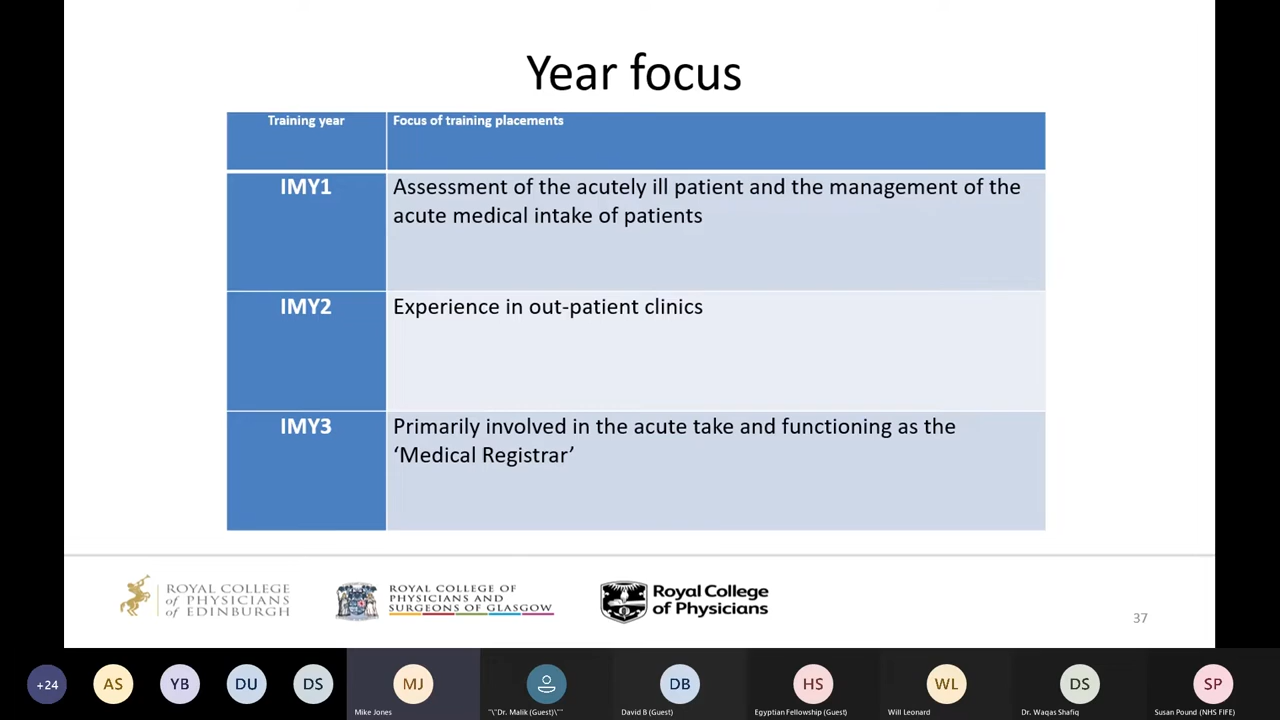 Year focus
Training year
Focus of training placements
IMY1
Assessment of the acutely ill patient and the management of the
acute medical intake of patients
IMY2
Experience in out-patient clinics
IMY3
Primarily involved in the acute take and functioning as the
‘Medical Registrar’
ROYAL COLLEGE
of PHYSICIANS
of EDINBURGH
ROYAL COLLEGE OF
PHYSICIANS AND
SURGEONS OF GLASGOW
Royal College
of Physicians
37
+24
AS
YB
DU
DS
MJ
DB
HS
WL
DS
SP
Mike Jones
"\"Dr. Malik (Guest)\""
David B (Guest)
Egyptian Fellowship (Guest)
Will Leonard
Dr. Waqas Shafiq
Susan Pound (NHS FIFE)